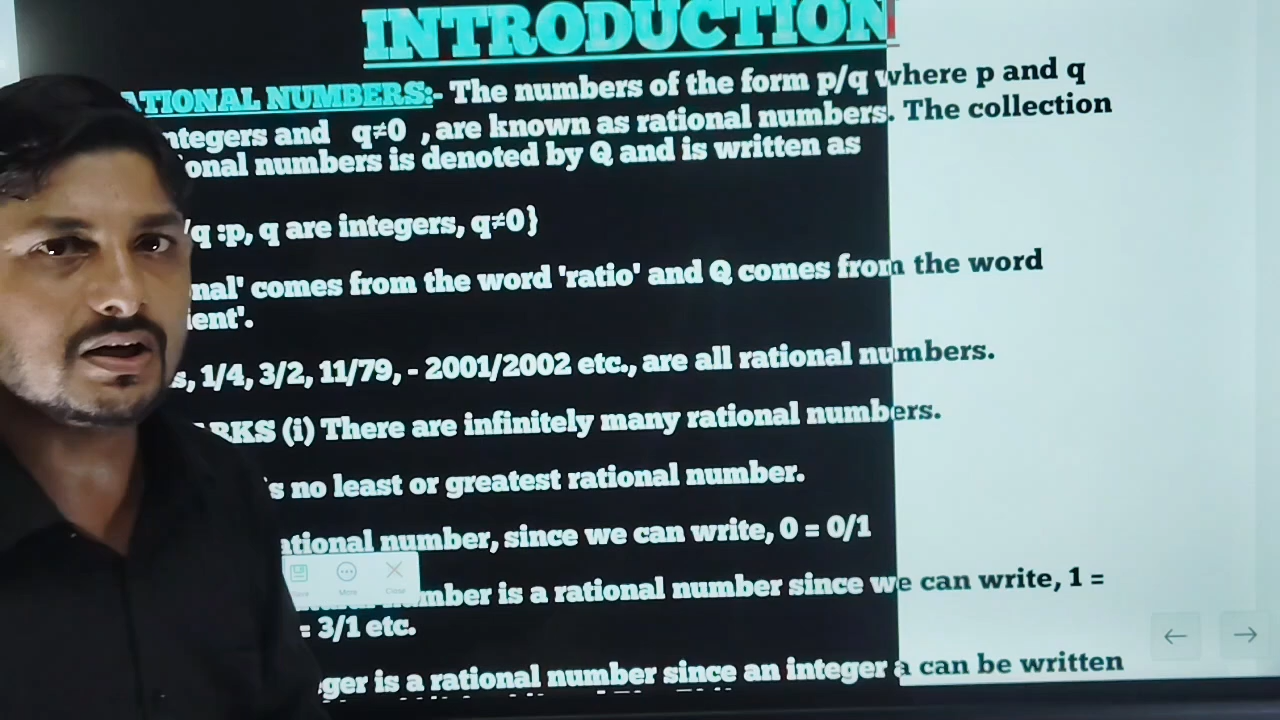 INTRODUCTION
ATIONAL NUMBERS:- The numbers of the form p/q where p and q
ntegers and q≠0 , are known as rational numbers. The collection
onal numbers is denoted by Q and is written as
/q :p, q are integers, q≠0}
nal' comes from the word 'ratio' and Q comes from the word
ient'.
s, 1/4, 3/2, 11/79, - 2001/2002 etc., are all rational numbers.
ARKS (i) There are infinitely many rational numbers.
s no least or greatest rational number.
ational number, since we can write, 0 = 0/1
mber is a rational number since we can write, 1 =
= 3/1 etc.
ger is a rational number since an integer a can be written
More
Close